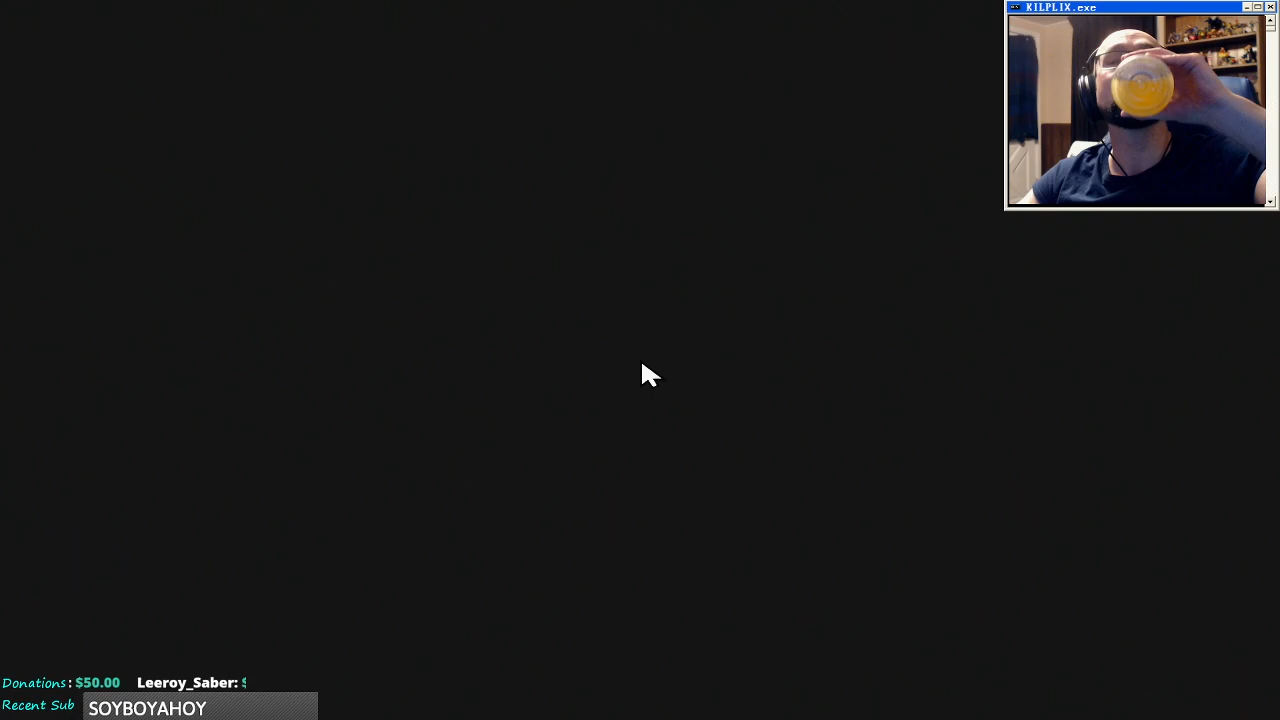 KILPLIX.exe
Donations: $50.00 Leeroy_Saber: $
Recent Sub SOYBOYAHOY